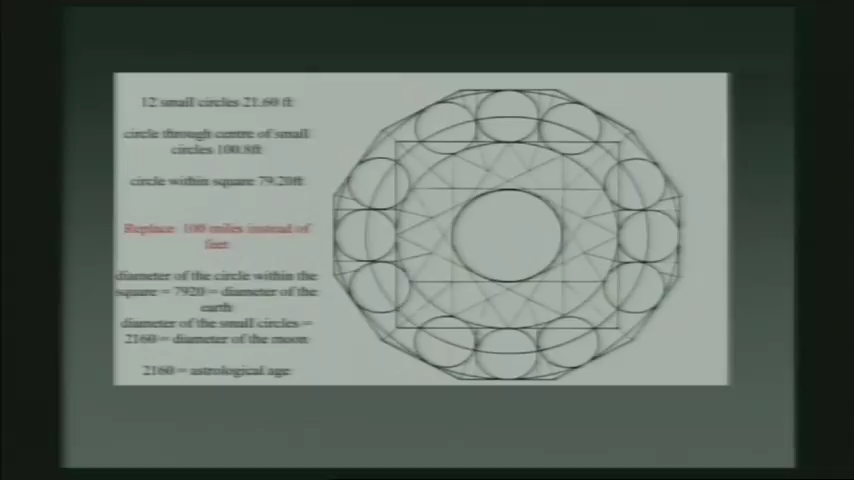 12 small circles 21.60 ft
circle through centre of small
circles 100.8ft
circle within square 79.20ft
Replace 100 miles instead of
feet
diameter of the circle within the
square = 7920 = diameter of the
earth
diameter of the small circles =
2160 = diameter of the moon
2160 = astrological age